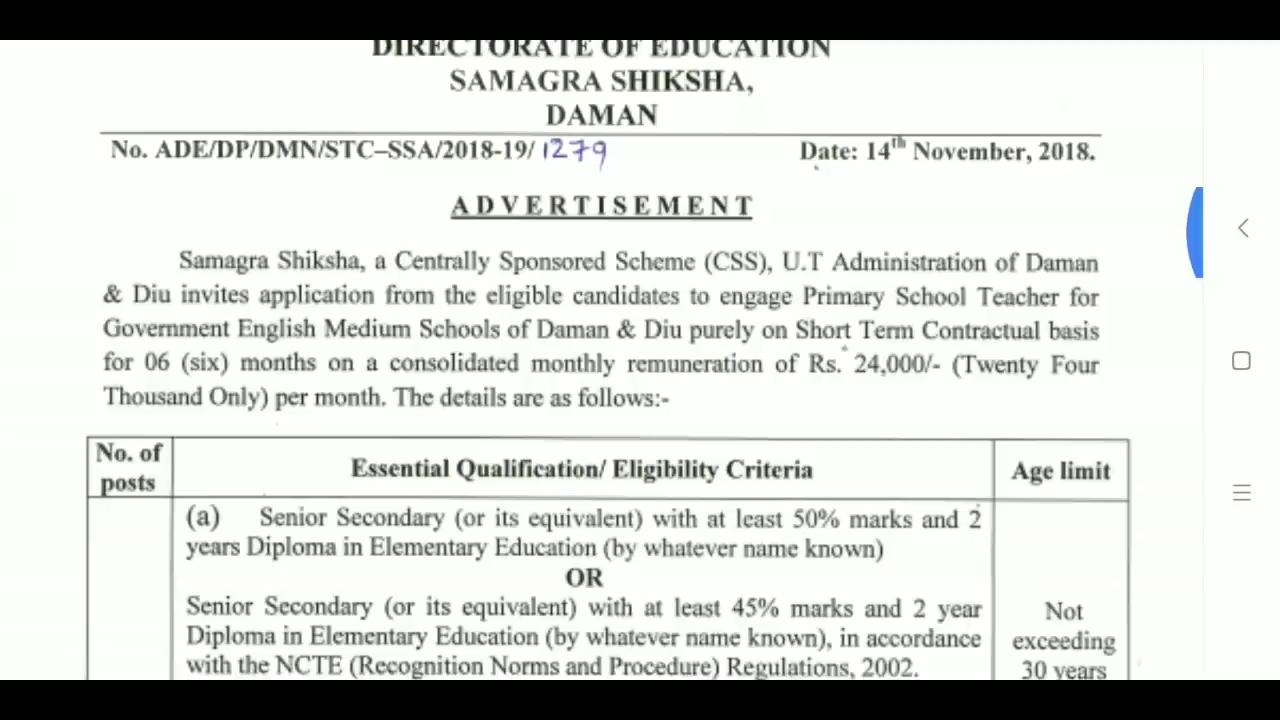 DIRECTORATE OF EDUCATION
SAMAGRA SHIKSHA,
DAMAN
No. ADE/DP/DMN/STC–SSA/2018-19/ 1279 Date: 14th November, 2018.
ADVERTISEMENT
Samagra Shiksha, a Centrally Sponsored Scheme (CSS), U.T Administration of Daman
& Diu invites application from the eligible candidates to engage Primary School Teacher for
Government English Medium Schools of Daman & Diu purely on Short Term Contractual basis
for 06 (six) months on a consolidated monthly remuneration of Rs. 24,000/- (Twenty Four
Thousand Only) per month. The details are as follows:-
No. of
posts
Essential Qualification/ Eligibility Criteria
Age limit
(a) Senior Secondary (or its equivalent) with at least 50% marks and 2
years Diploma in Elementary Education (by whatever name known)
OR
Senior Secondary (or its equivalent) with at least 45% marks and 2 year
Diploma in Elementary Education (by whatever name known), in accordance
with the NCTE (Recognition Norms and Procedure) Regulations, 2002.
Not
exceeding
30 years